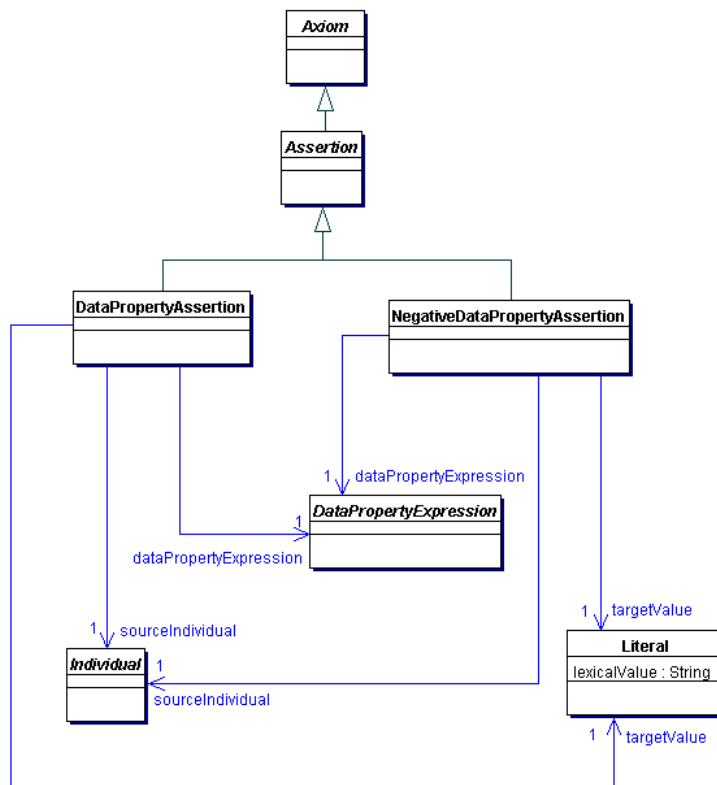 Axiom
Assertion
DataPropertyAssertion
NegativeDataPropertyAssertion
1 dataPropertyExpression
DataPropertyExpression
1
dataPropertyExpression
1 sourceIndividual
1 targetValue
Individual
1
sourceIndividual
Literal
lexicalValue : String
1 targetValue